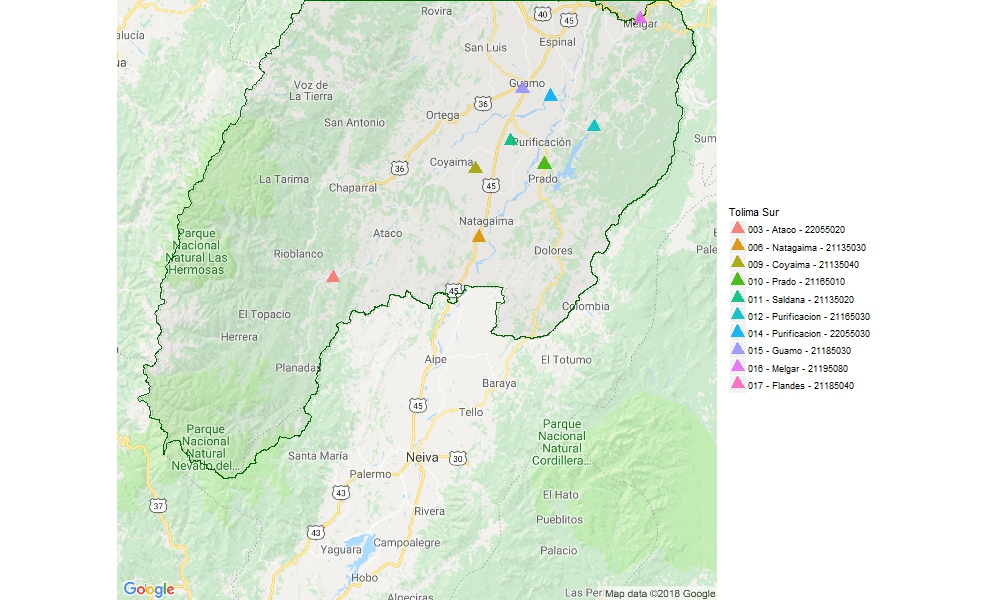 Rovira
40
45
Melgar
alucia
Espinal
San Luis
ua
Guamo
Voz de
La Tierra
36
Ortega
San Antonio
Purificación
Sum
Coyaima
36
La Tarima
Chaparral
45
Prado
Natagaima
Parque
Nacional
Natural Las
Hermosas
Ataco
Rioblanco
Dolores
Pale
45
Colombia
El Topacio
Herrera
Aipe
El Totumo
Planada
Baraya
45
Tello
Parque
Nacional
Natural
Cordillera...
Parque
Nacional
Natural
Nevado del...
Santa María
Neiva
30
Palermo
43
37
El Hato
Rivera
Pueblitos
43
Yaguara
Campoalegre
Palacio
Hobo
Google
Algeciras
Las Per
Map data ©2018 Google
Tolima Sur
003 - Ataco - 22055020
006 - Natagaima - 21135030
009 - Coyaima - 21135040
010 - Prado - 21165010
011 - Saldana - 21135020
012 - Purificacion - 21165030
014 - Purificacion - 22055030
015 - Guamo - 21185030
016 - Melgar - 21195080
017 - Flandes - 21185040